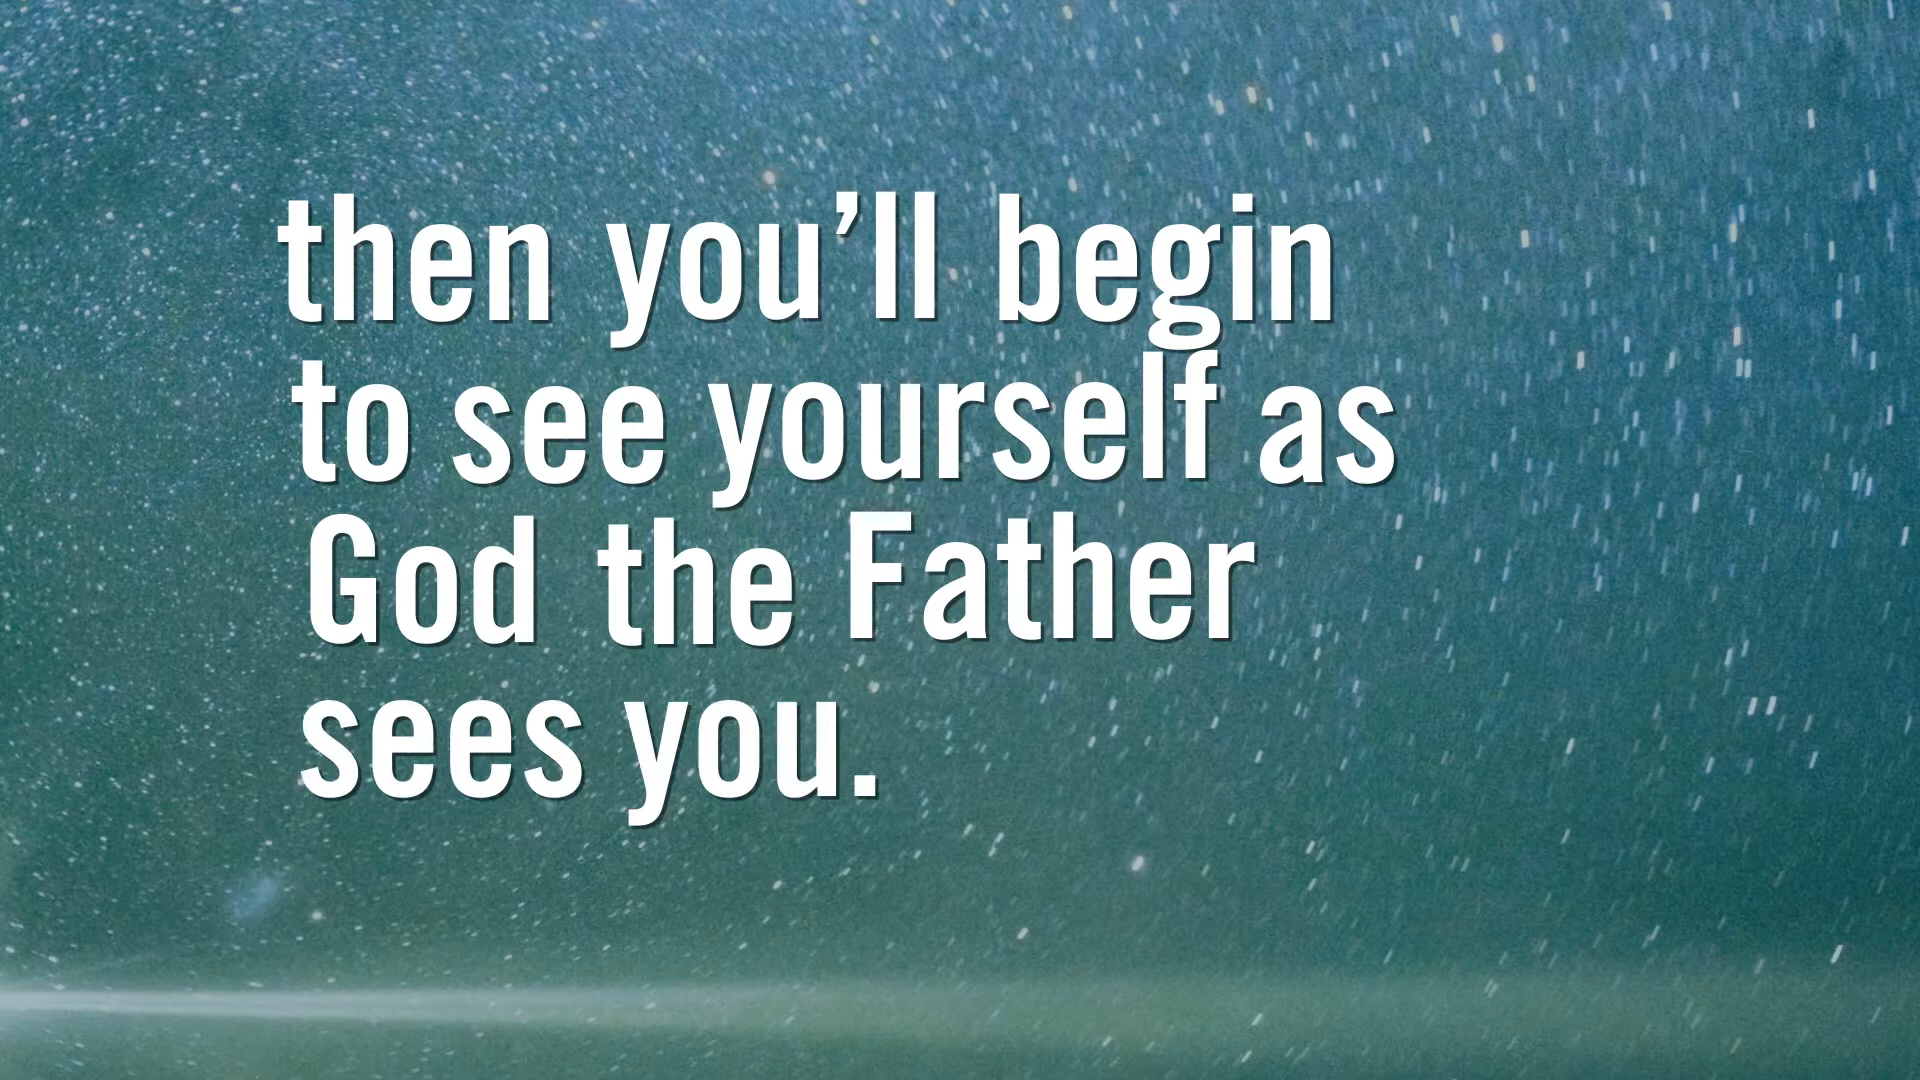 then you’ll begin
to see yourself as
God the Father
sees you.